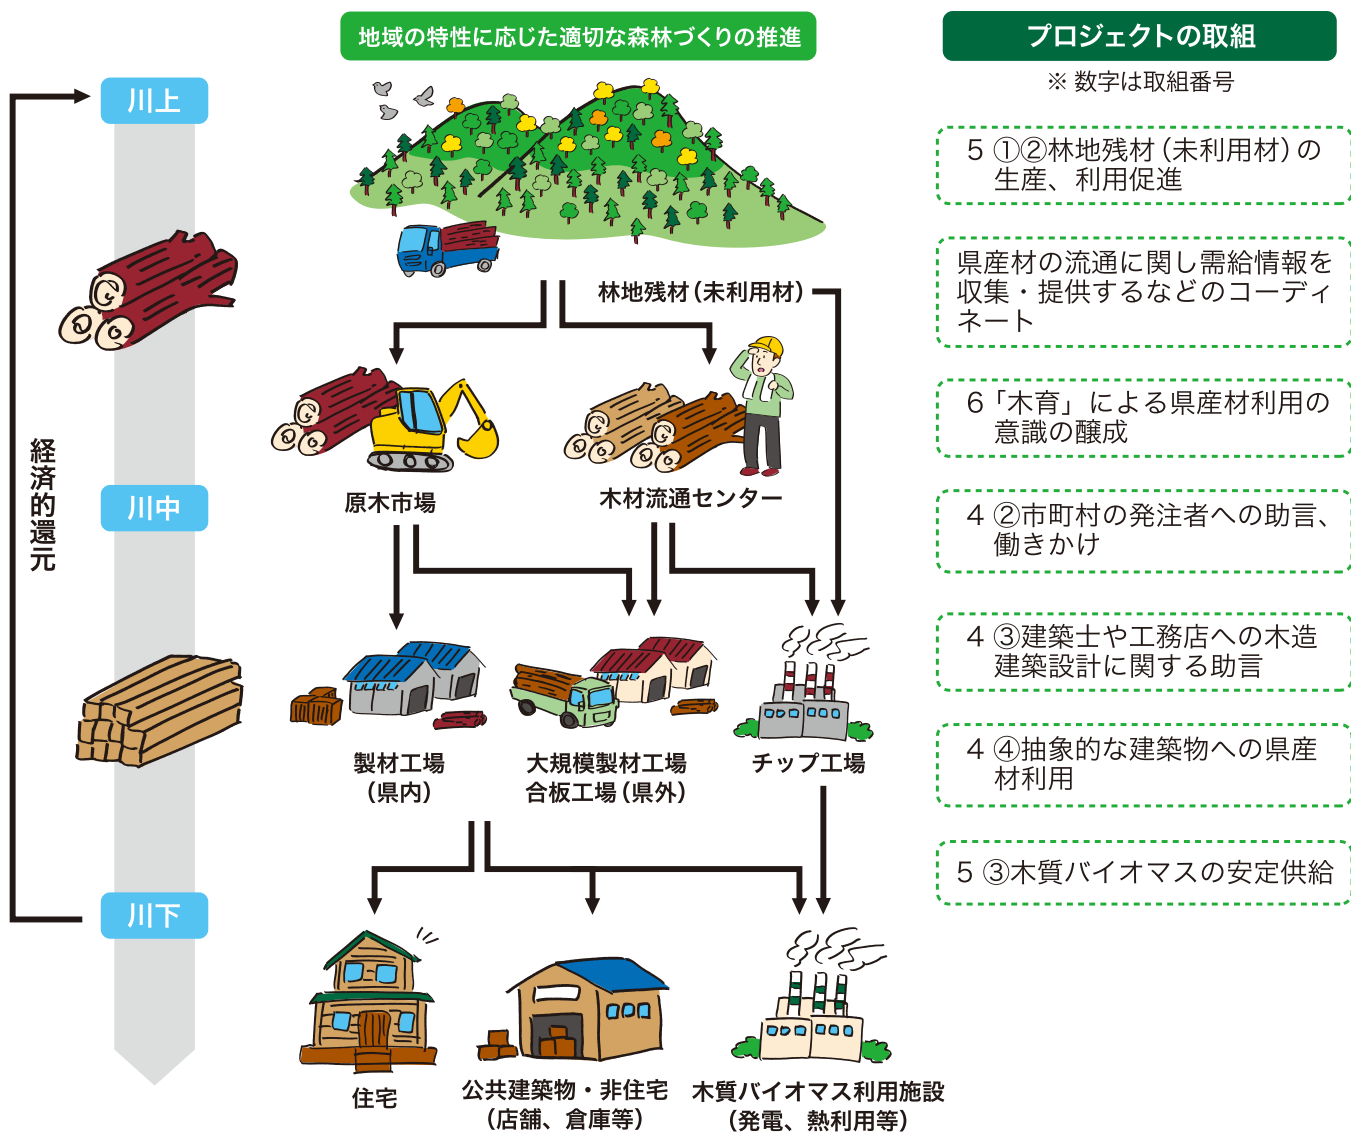 地域の特性に応じた適切な森林づくりの推進
プロジェクトの取組
※ 数字は取組番号
川上
川中
川下
経済的還元
林地残材（未利用材）
原木市場
木材流通センター
製材工場
（県内）
大規模製材工場
合板工場（県外）
チップ工場
住宅
公共建築物・非住宅
（店舗、倉庫等）
木質バイオマス利用施設
（発電、熱利用等）
5 ①②林地残材（未利用材）の
生産、利用促進
県産材の流通に関し需給情報を
収集・提供するなどのコーディ
ネート
6「木育」による県産材利用の
意識の醸成
4 ②市町村の発注者への助言、
働きかけ
4 ③建築士や工務店への木造
建築設計に関する助言
4 ④抽象的な建築物への県産
材利用
5 ③木質バイオマスの安定供給